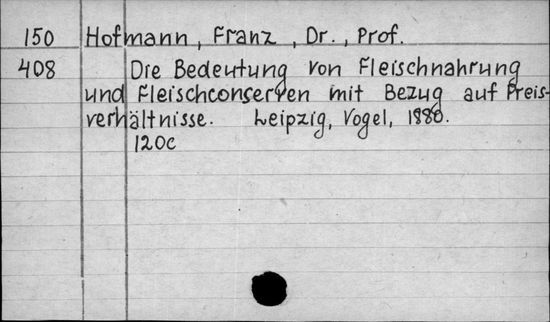 150 Hofmann, Franz, Dr., Prof.
408 Die Bedeutung von Fleischnahrung
und Fleischconserven mit Bezug auf Preis-
verhältnisse. Leipzig, Vogel, 1880.
120c